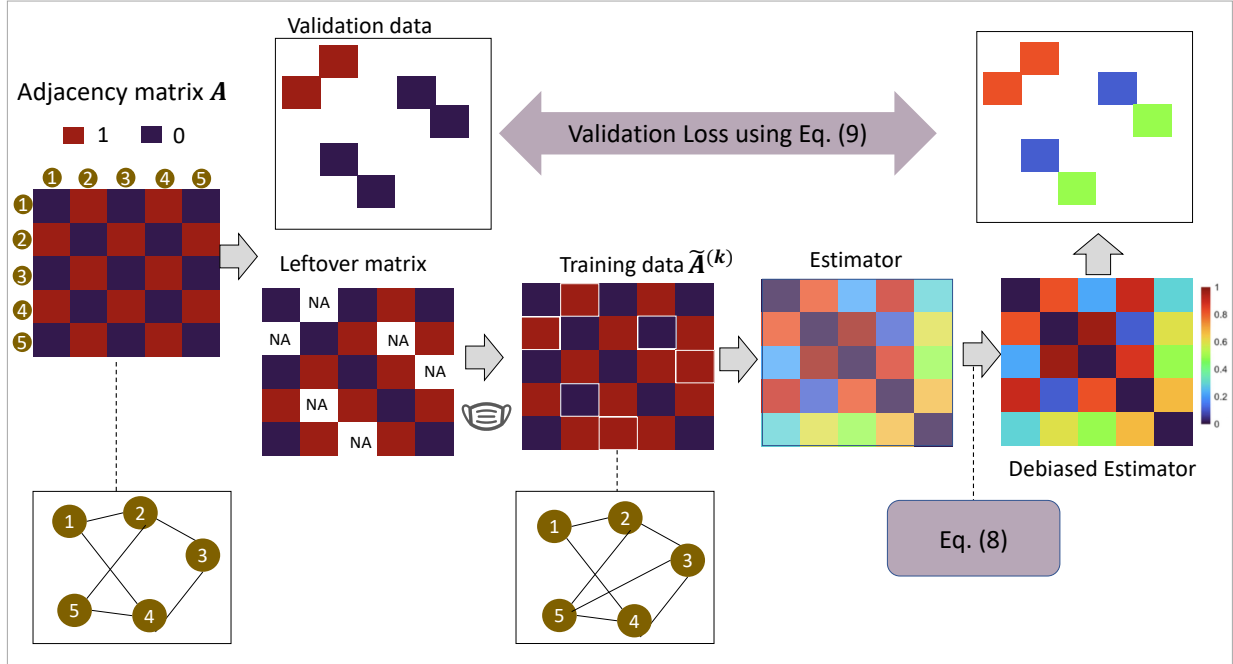 Validation data
Adjacency matrix A
1 0
1 2 3 4 5
1
2
3
4
5
Validation Loss using Eq. (9)
Leftover matrix
NA
NA NA
NA
NA
NA
Training data Ã^(k)
Estimator
1
0.8
0.6
0.4
0.2
0
Debiased Estimator
Eq. (8)
1
2
3
4
5
1
2
3
4
5